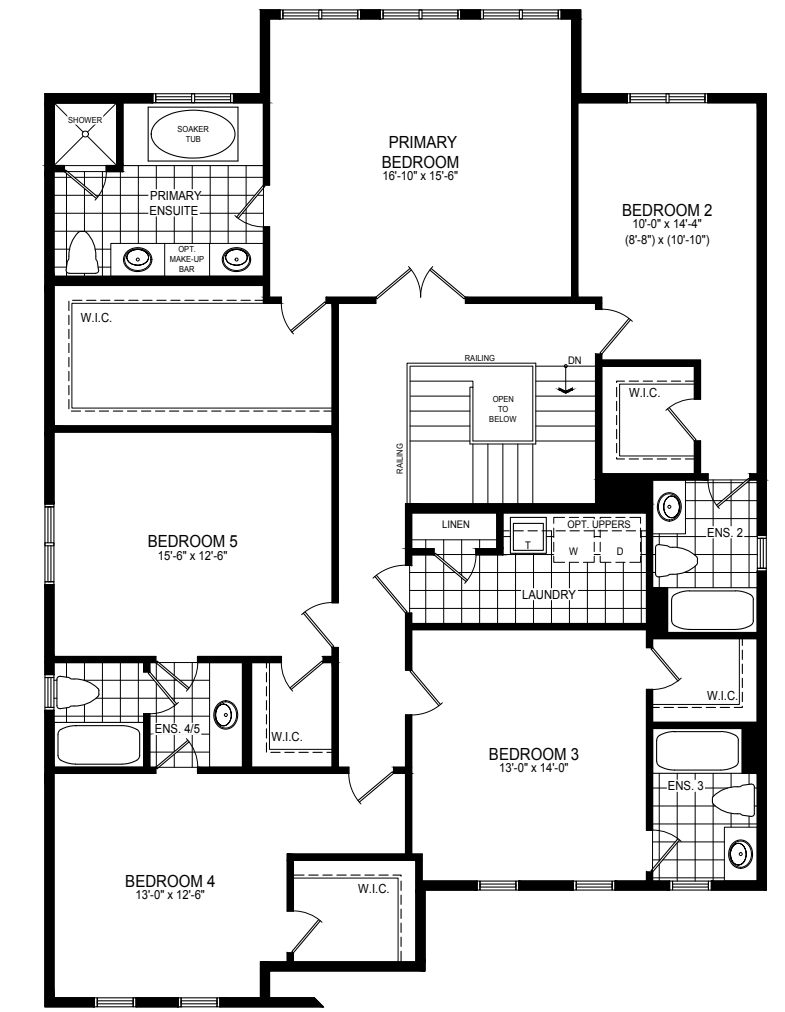 SHOWER
SOAKER
TUB
PRIMARY
ENSUITE
OPT.
MAKE-UP
BAR
PRIMARY
BEDROOM
16'-10" x 15'-6"
BEDROOM 2
10'-0" x 14'-4"
(8'-8") x (10'-10")
W.I.C.
RAILING
DN
OPEN
TO
BELOW
RAILING
W.I.C.
LINEN
OPT. UPPERS
T
W
D
LAUNDRY
ENS. 2
BEDROOM 5
15'-6" x 12'-6"
ENS. 4/5
W.I.C.
W.I.C.
BEDROOM 3
13'-0" x 14'-0"
ENS. 3
BEDROOM 4
13'-0" x 12'-6"
W.I.C.